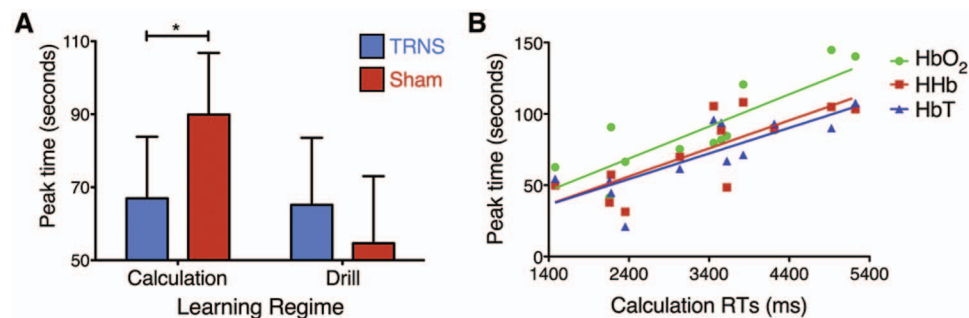 A
Peak time (seconds)
110
90
70
50
*
TRNS
Sham
Calculation
Drill
Learning Regime
B
Peak time (seconds)
150
100
50
0
1400
2400
3400
4400
5400
Calculation RTs (ms)
HbO₂
HHb
HbT